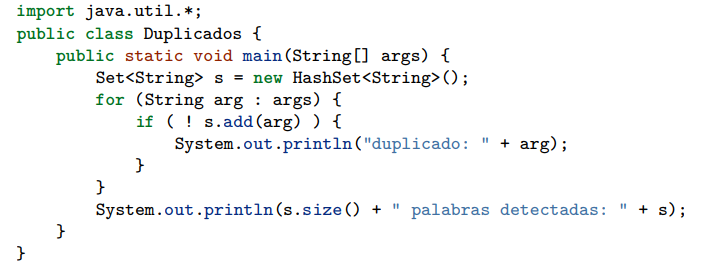 import java.util.*;
public class Duplicados {
    public static void main(String[] args) {
        Set<String> s = new HashSet<String>();
        for (String arg : args) {
            if ( ! s.add(arg) ) {
                System.out.println("duplicado: " + arg);
            }
        }
        System.out.println(s.size() + " palabras detectadas: " + s);
    }
}